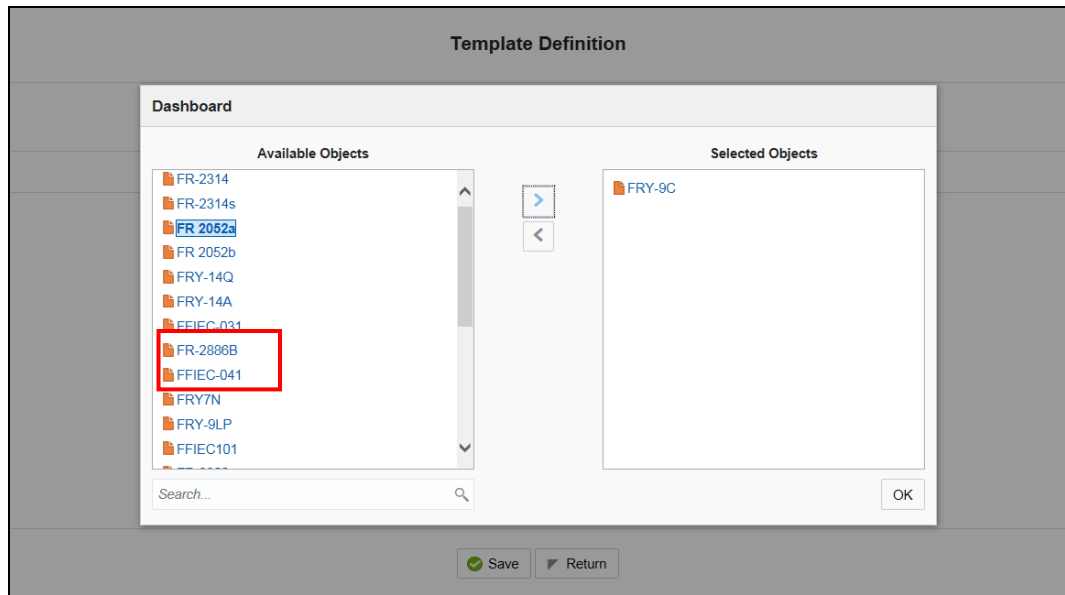 Template Definition
Dashboard
Available Objects
FR-2314
FR-2314s
FR 2052a
FR 2052b
FRY-14Q
FRY-14A
FFIEC-031
FR-2886B
FFIEC-041
FRY7N
FRY-9LP
FFIEC101
Search...
Selected Objects
FRY-9C
OK
Save
Return